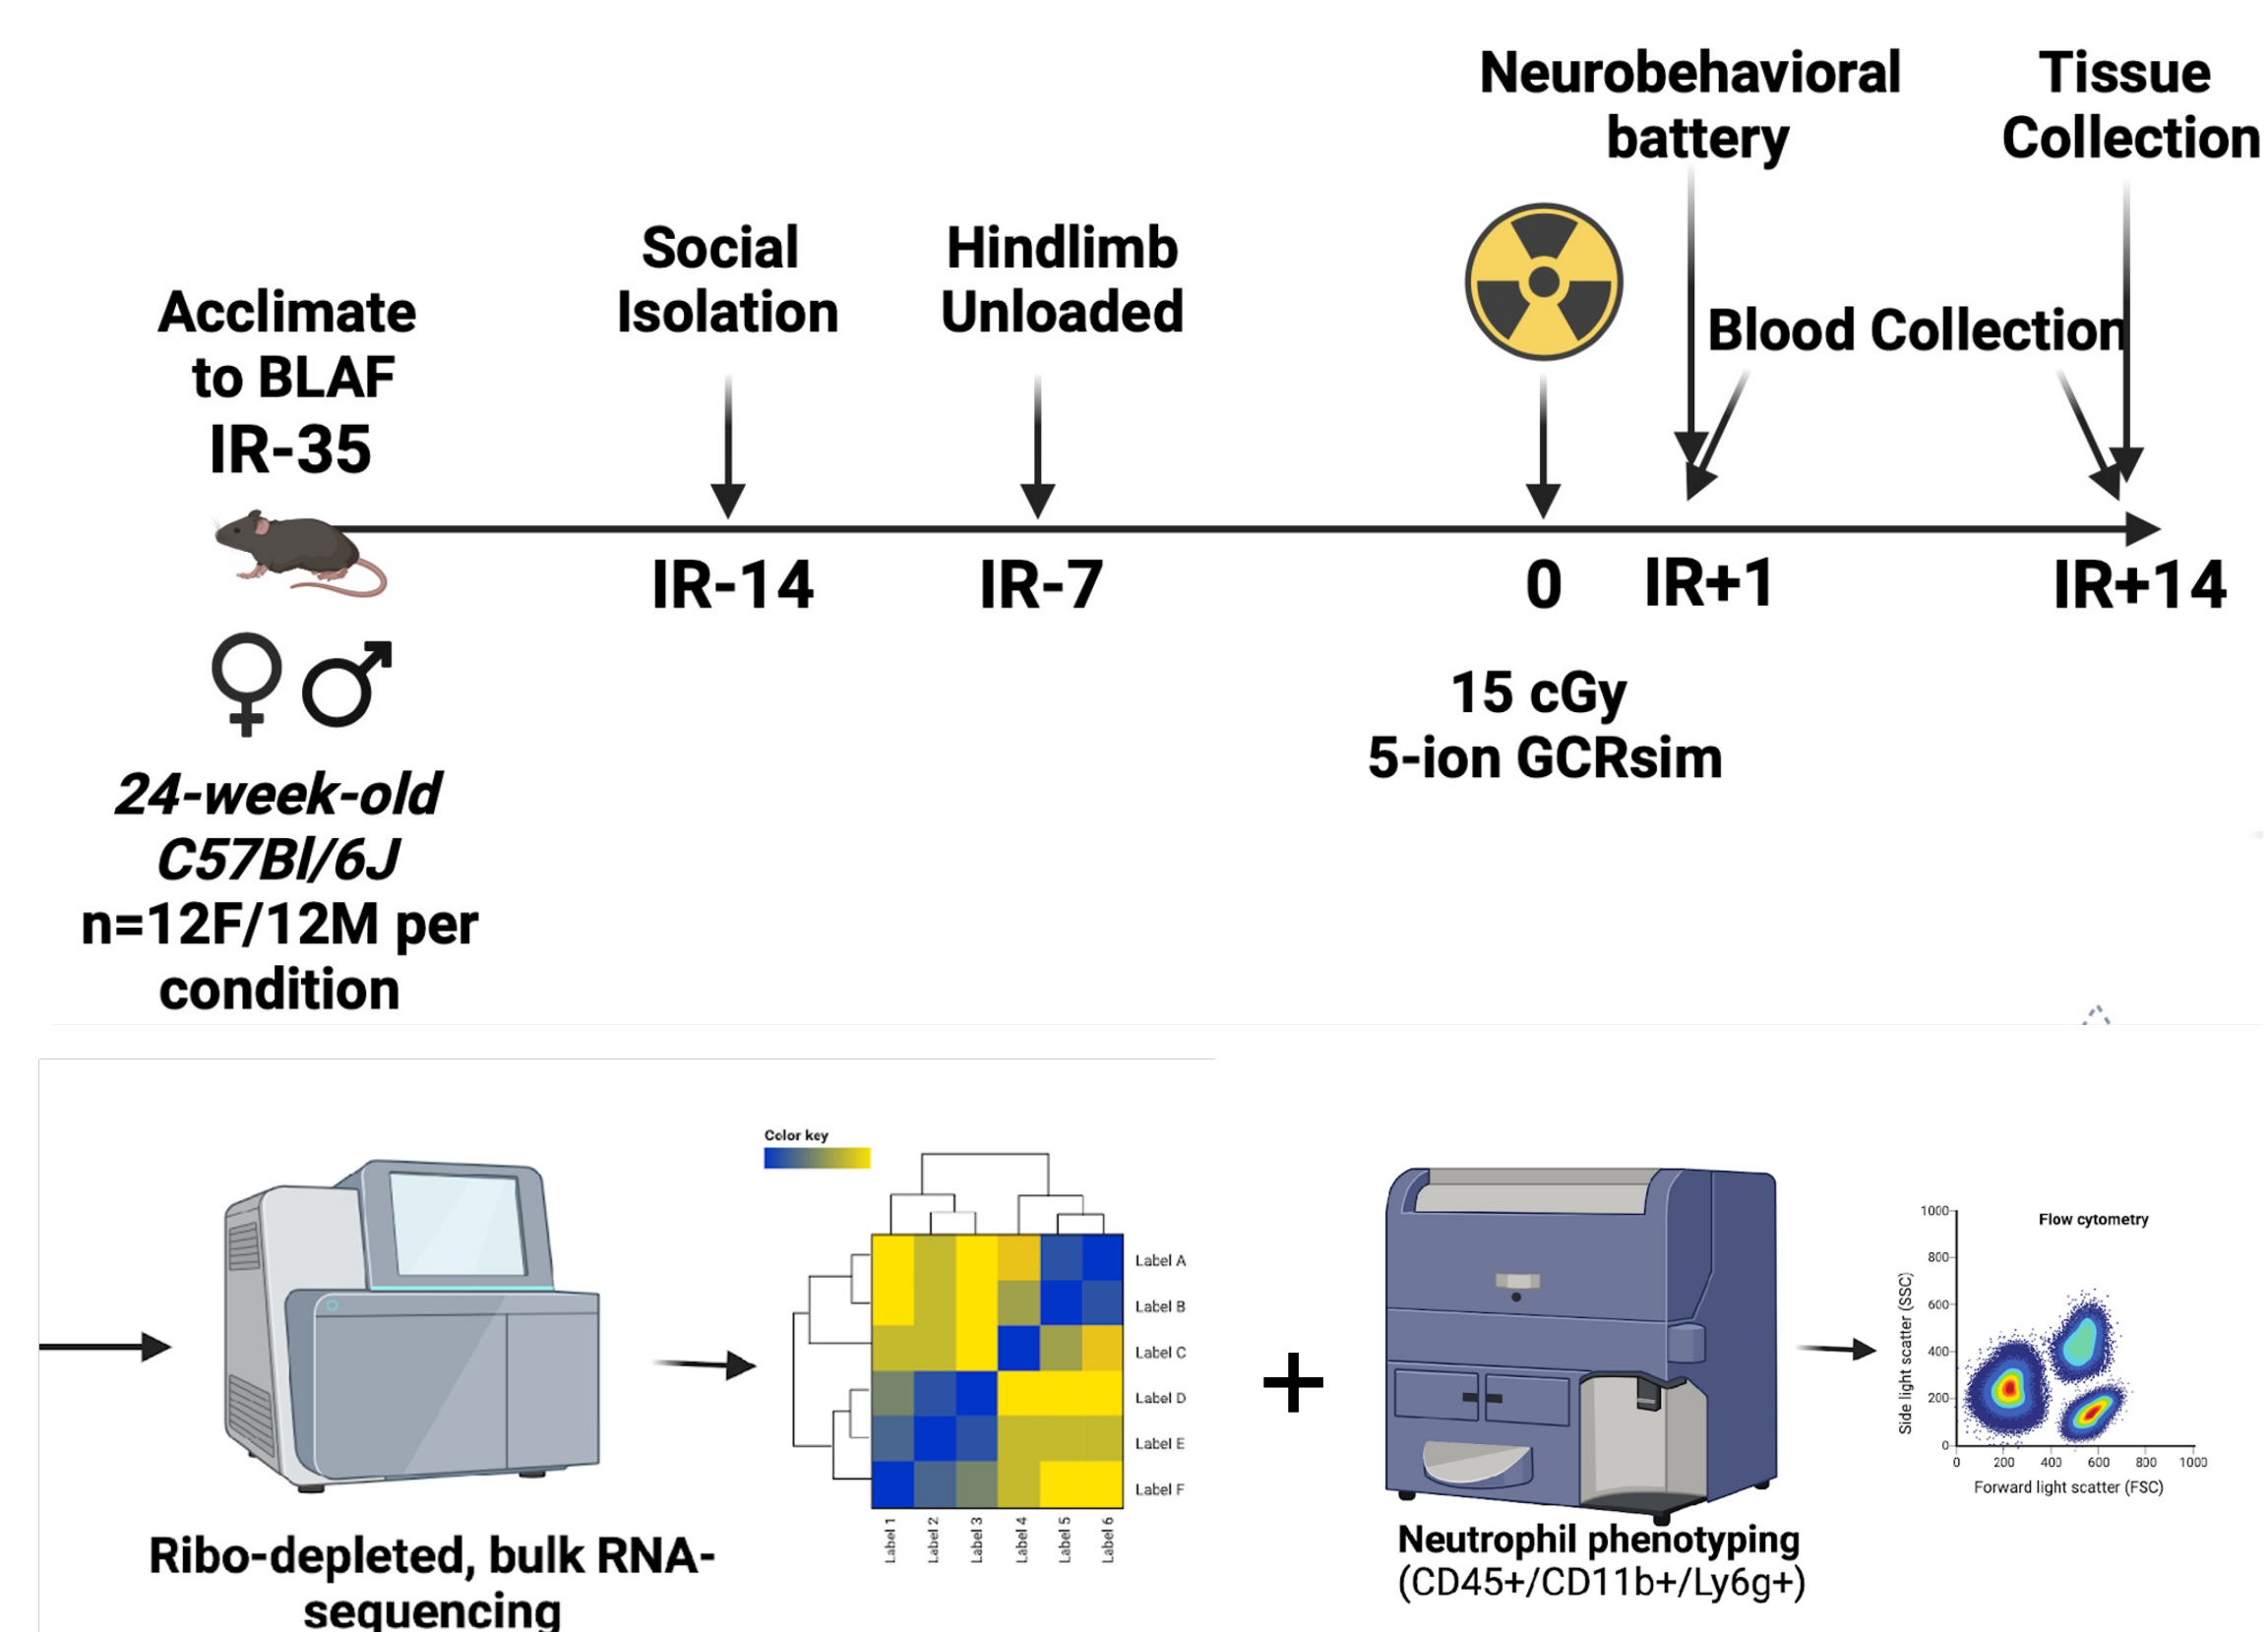 Neurobehavioral
battery
Tissue
Collection
Social
Isolation
Hindlimb
Unloaded
Blood Collection
Acclimate
to BLAF
IR-35
IR-14
IR-7
0
IR+1
IR+14
15 cGy
5-ion GCRsim
24-week-old
C57Bl/6J
n=12F/12M per
condition
Color key
Label A
Label B
Label C
Label D
Label E
Label F
Label 1
Label 2
Label 3
Label 4
Label 5
Label 6
Ribo-depleted, bulk RNA-
sequencing
+
Neutrophil phenotyping
(CD45+/CD11b+/Ly6g+)
Flow cytometry
Side light scatter (SSC)
1000
800
600
400
200
0
0 200 400 600 800 1000
Forward light scatter (FSC)